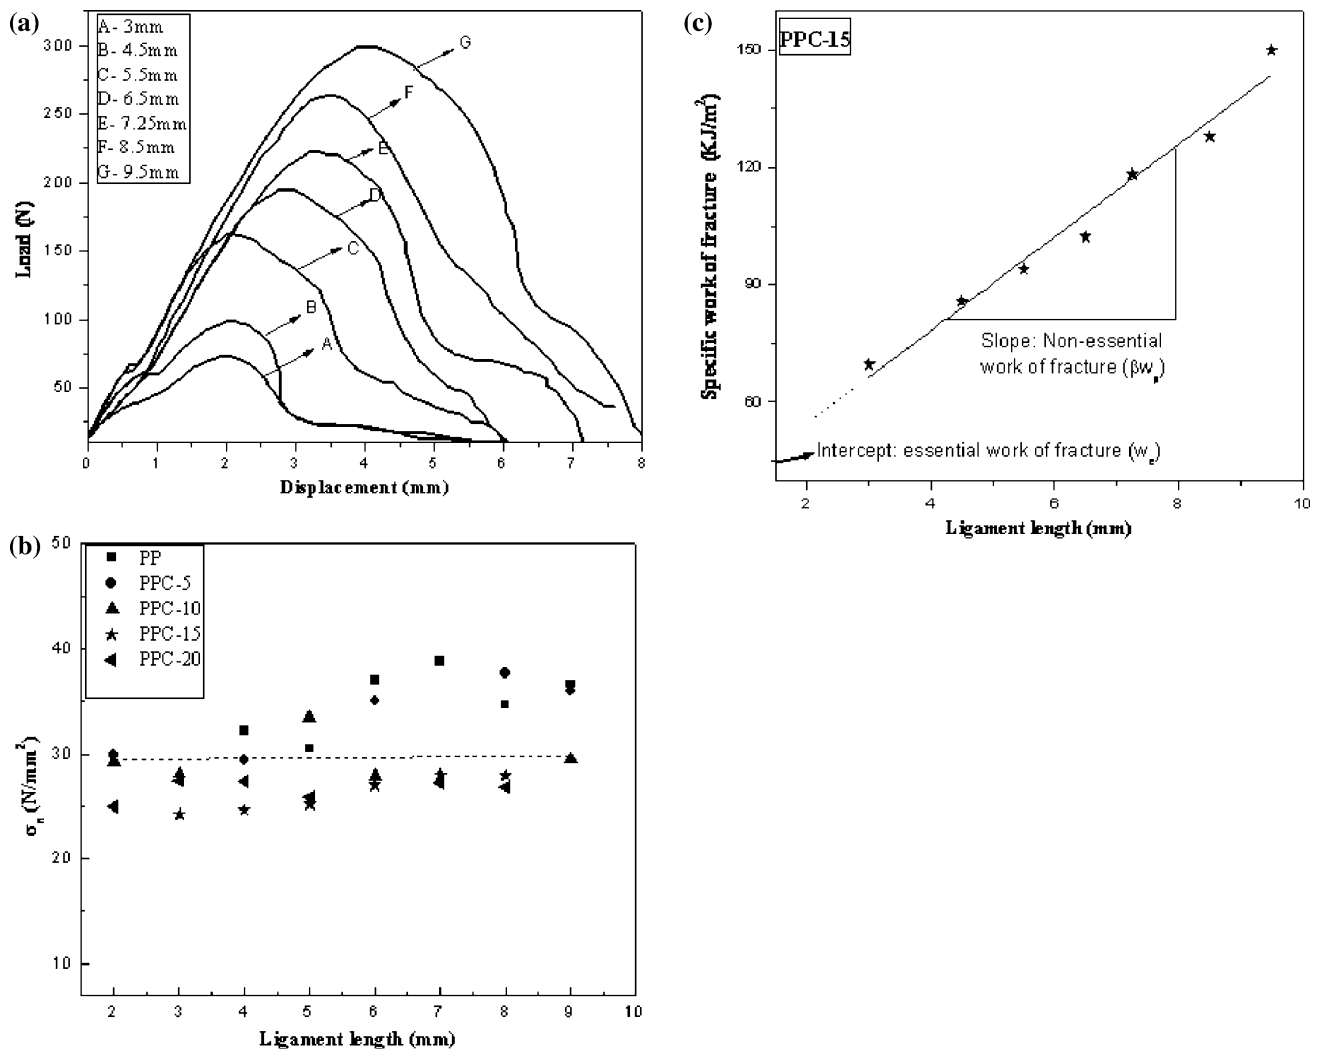 (a)
A- 3mm
B- 4.5mm
C- 5.5mm
D- 6.5mm
E- 7.25mm
F- 8.5mm
G- 9.5mm
300
250
200
150
100
50
Load (N)
G
F
E
D
C
B
A
0 1 2 3 4 5 6 7 8
Displacement (mm)
(c)
PPC-15
150
120
90
60
Specific work of fracture (KJ/m²)
Slope: Non-essential
work of fracture (βwₚ)
Intercept: essential work of fracture (wₑ)
2 4 6 8 10
Ligament length (mm)
(b)
PP
PPC-5
PPC-10
PPC-15
PPC-20
50
40
30
20
10
σₙ (N/mm²)
2 3 4 5 6 7 8 9 10
Ligament length (mm)